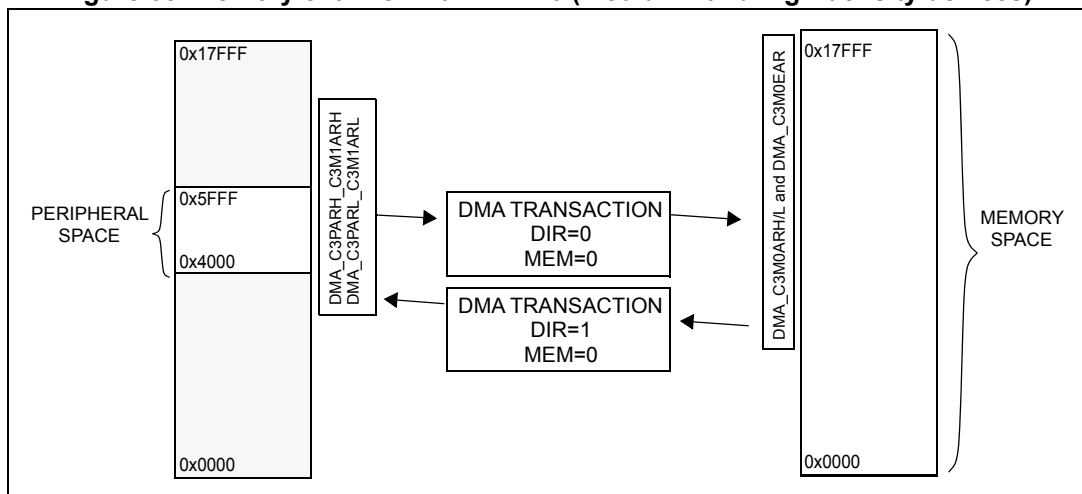 0x17FFF
0x5FFF
0x4000
0x0000
PERIPHERAL
SPACE
DMA_C3PARH_C3M1ARH
DMA_C3PARL_C3M1ARL
DMA TRANSACTION
DIR=0
MEM=0
DMA TRANSACTION
DIR=1
MEM=0
DMA_C3M0ARH/L and DMA_C3M0EAR
0x17FFF
0x0000
MEMORY
SPACE